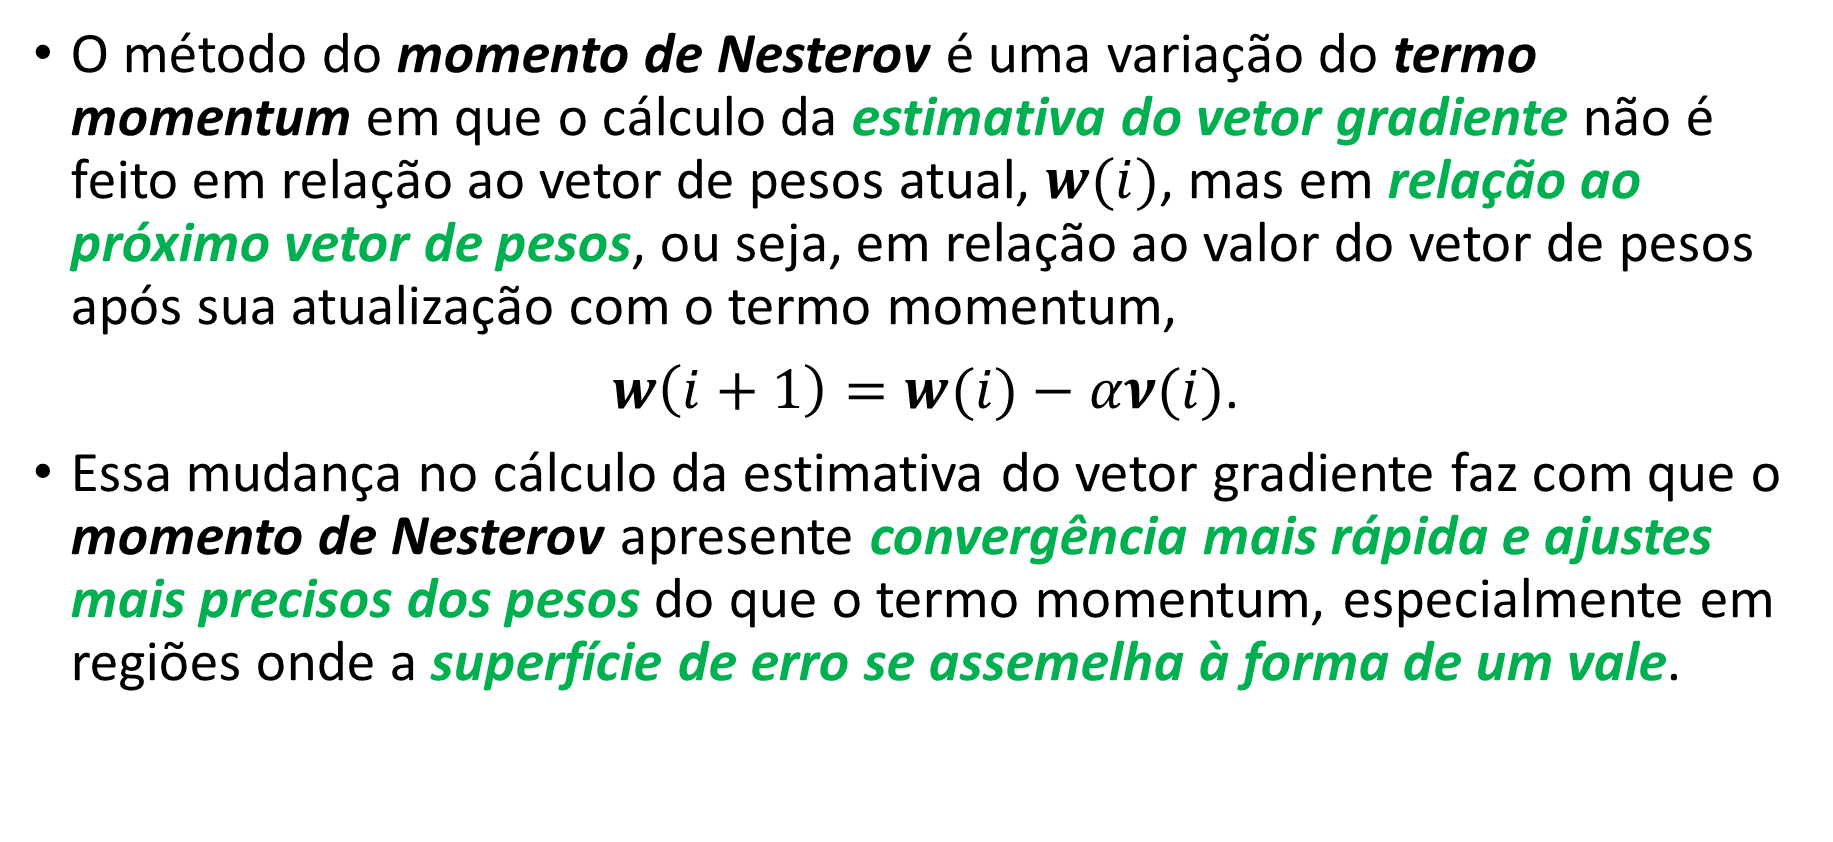 • O método do momento de Nesterov é uma variação do termo
momentum em que o cálculo da estimativa do vetor gradiente não é
feito em relação ao vetor de pesos atual, w(i), mas em relação ao
próximo vetor de pesos, ou seja, em relação ao valor do vetor de pesos
após sua atualização com o termo momentum,
w(i + 1) = w(i) − αν(i).
• Essa mudança no cálculo da estimativa do vetor gradiente faz com que o
momento de Nesterov apresente convergência mais rápida e ajustes
mais precisos dos pesos do que o termo momentum, especialmente em
regiões onde a superfície de erro se assemelha à forma de um vale.